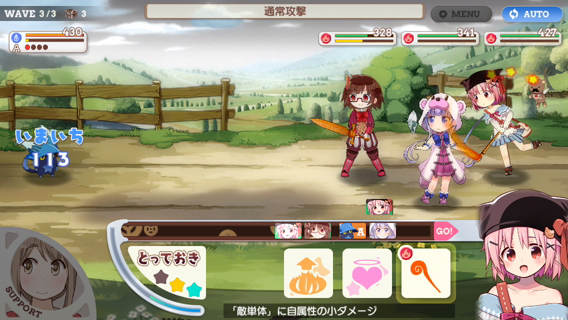 WAVE 3/3 3
通常攻撃
MENU
AUTO
430
A
328
341
427
いまいち
113
A
GO!
とっておき
SUPPORT
「敵単体」に自属性の小ダメージ